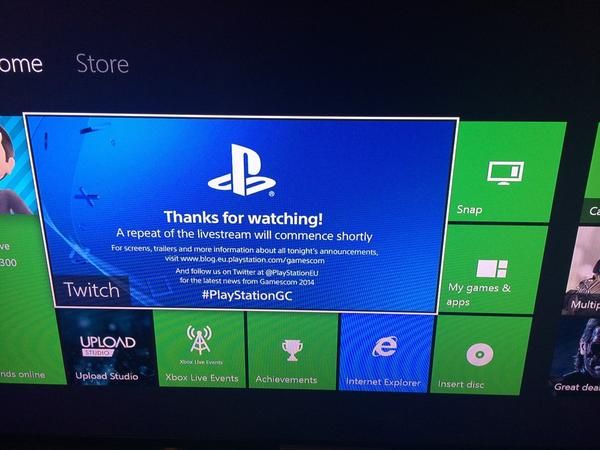 ome
Store
Thanks for watching!
A repeat of the livestream will commence shortly
For screens, trailers and more information about all tonight's announcements,
visit www.blog.eu.playstation.com/gamescom
And follow us on Twitter at @PlayStationEU
for the latest news from Gamescom 2014
#PlayStationGC
Twitch
Snap
My games &
apps
ve
300
nds online
UPLOAD
STUDIO
Upload Studio
Xbox Live Events
Xbox Live Events
Achievements
Internet Explorer
Insert disc
Ca
Multip
Great dea